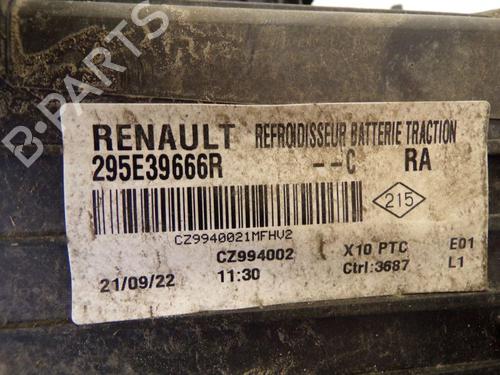 RENAULT REFROIDISSEUR BATTERIE TRACTION
295E39666R --C RA
215
CZ9940021MFHV2
CZ994002 X10 PTC E01
21/09/22 11:30 Ctrl:3687 L1
B-PARTS